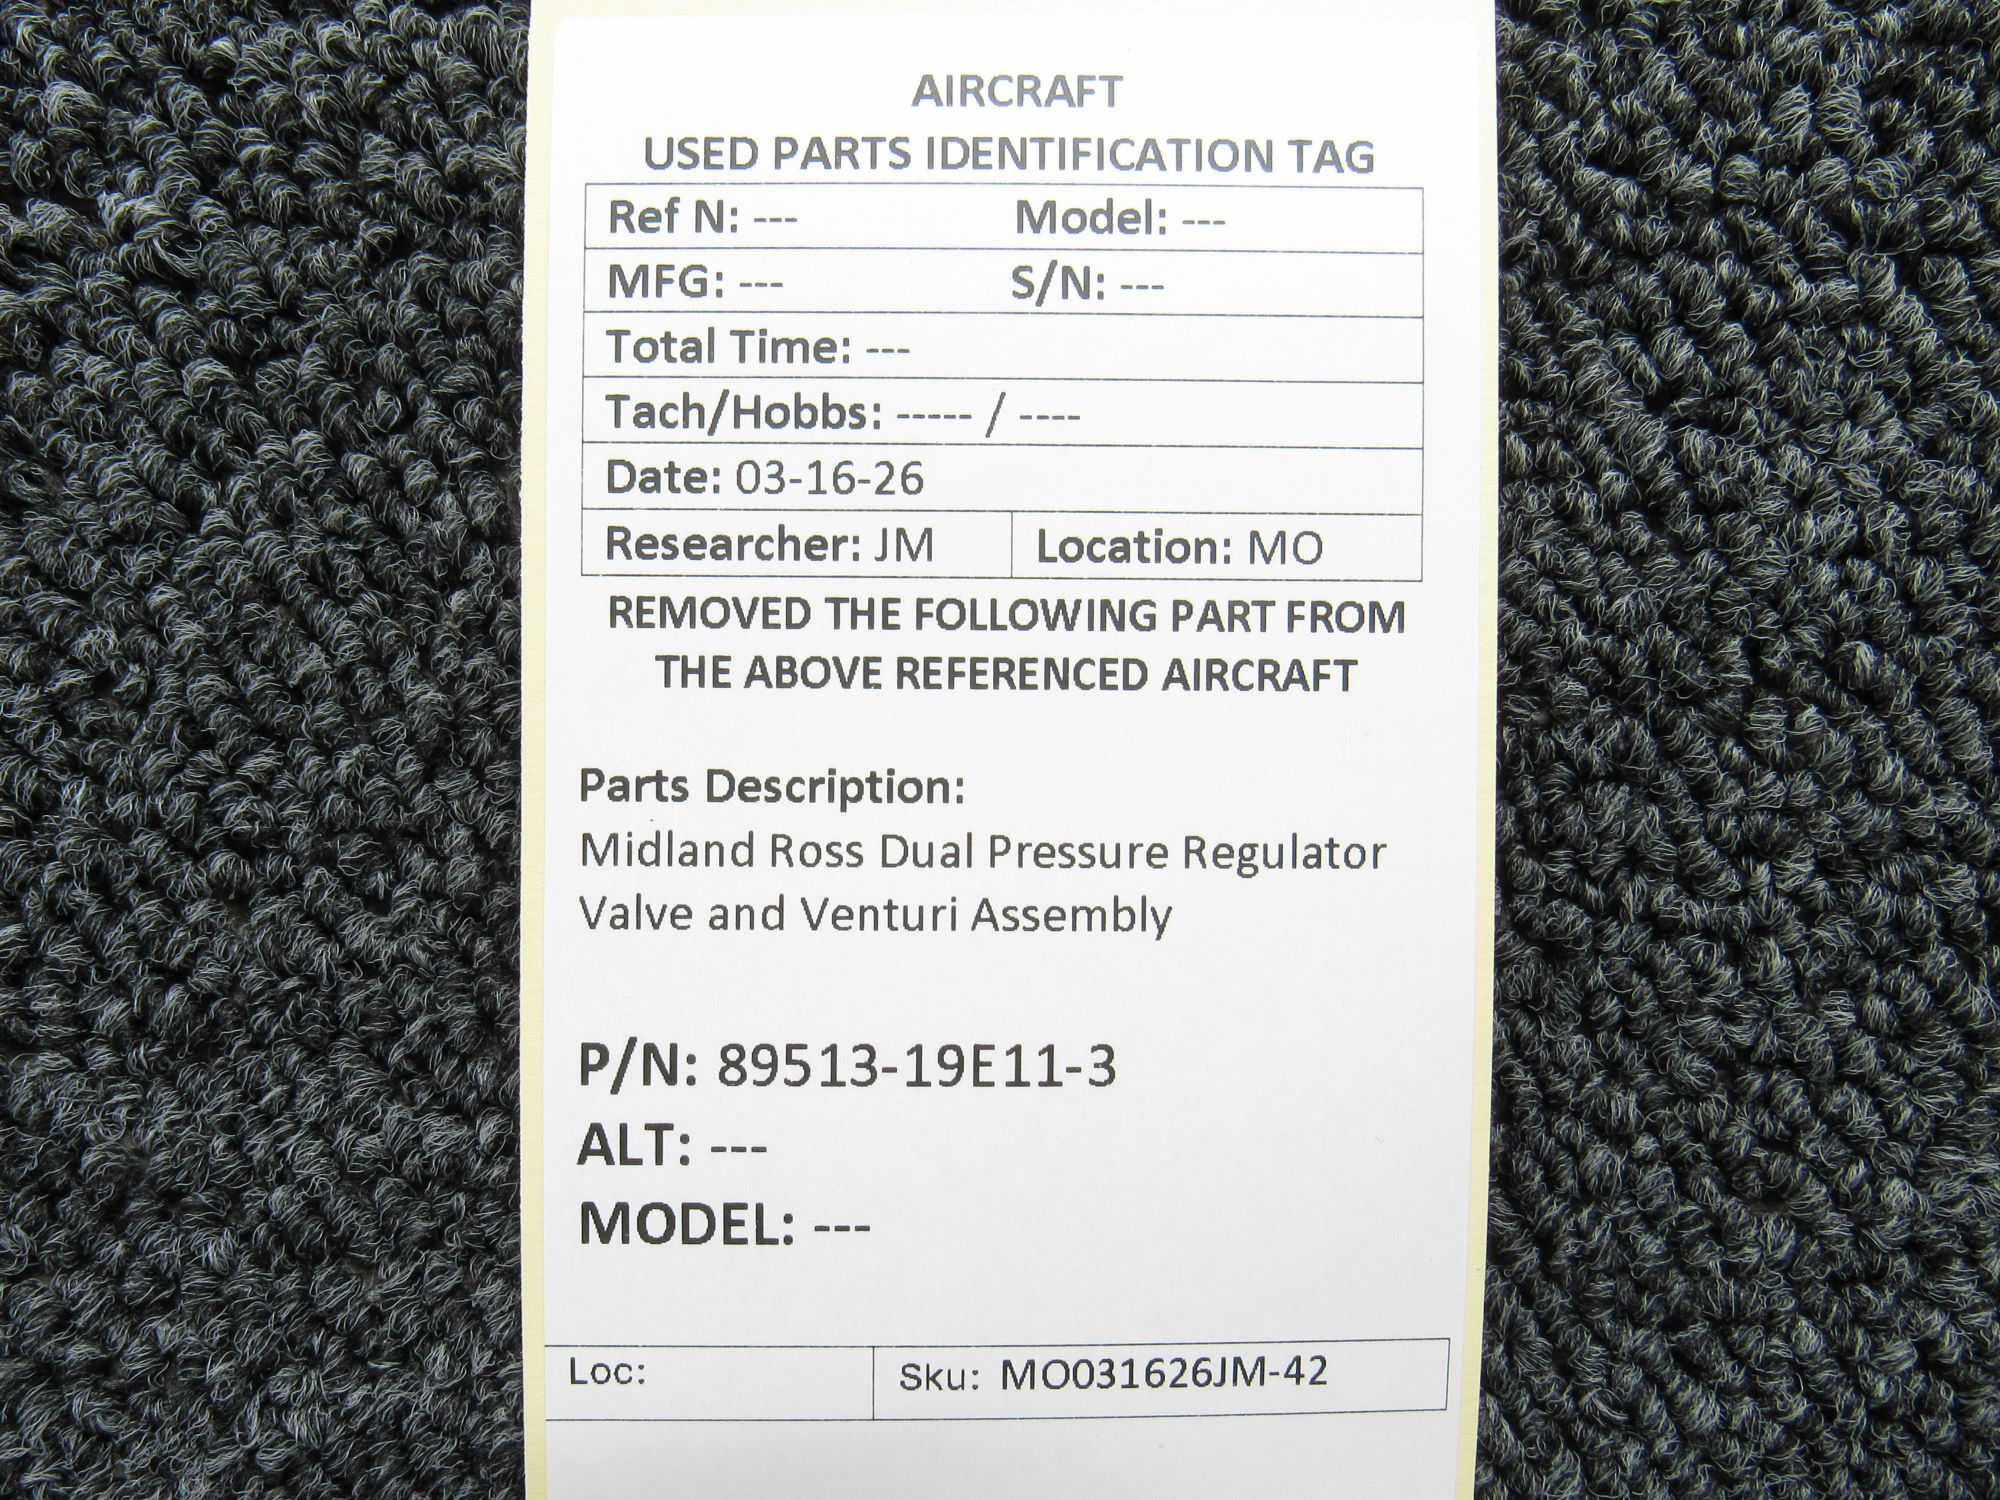 AIRCRAFT
USED PARTS IDENTIFICATION TAG
Ref N: --- Model: ---
MFG: --- S/N: ---
Total Time: ---
Tach/Hobbs: ----- / ----
Date: 03-16-26
Researcher: JM Location: MO
REMOVED THE FOLLOWING PART FROM
THE ABOVE REFERENCED AIRCRAFT
Parts Description:
Midland Ross Dual Pressure Regulator
Valve and Venturi Assembly
P/N: 89513-19E11-3
ALT: ---
MODEL: ---
Loc: Sku: MO031626JM-42